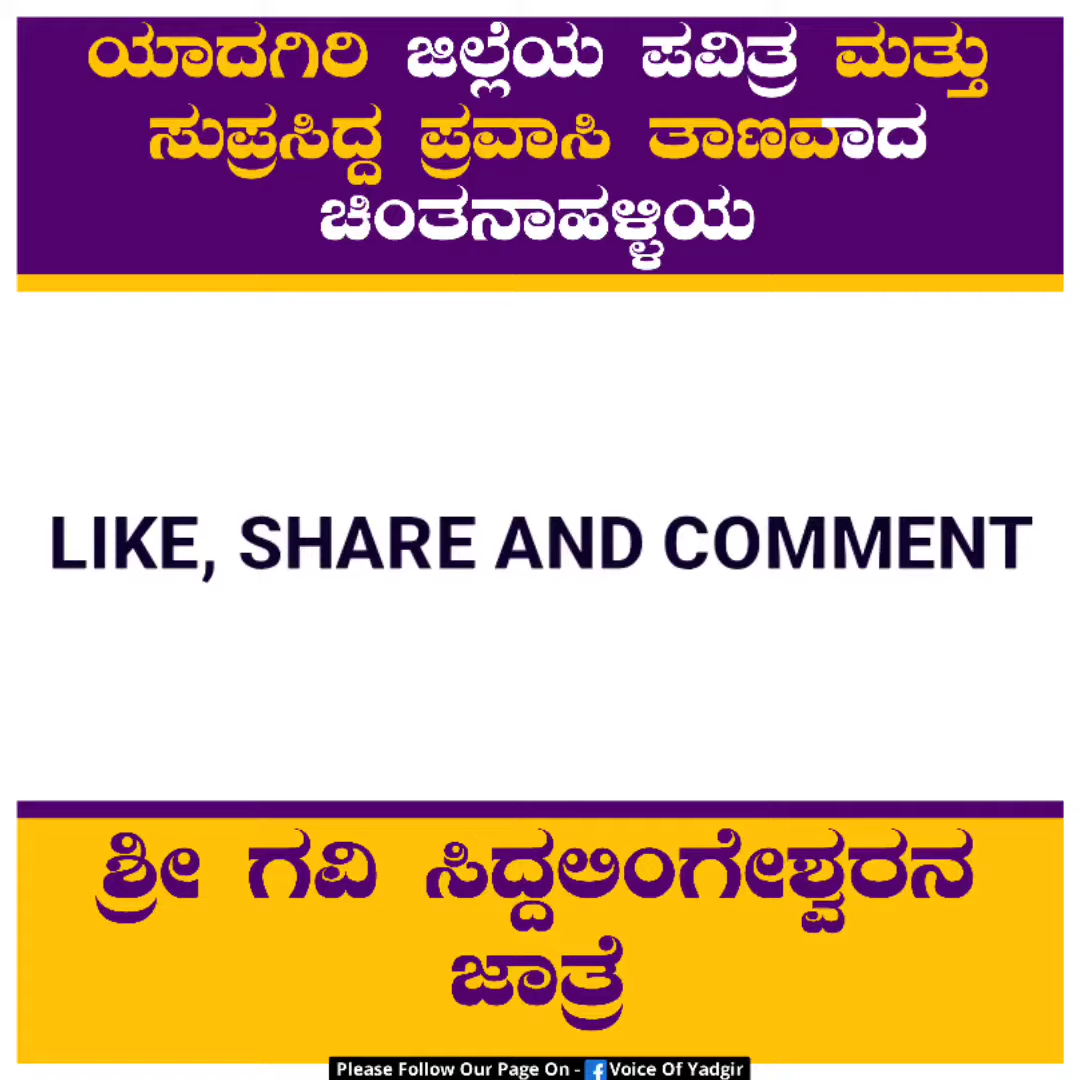 ಯಾದಗಿರಿ ಜಿಲ್ಲೆಯ ಪವಿತ್ರ ಮತ್ತು
ಸುಪ್ರಸಿದ್ದ ಪ್ರವಾಸಿ ತಾಣವಾದ
ಚಿಂತನಾಹಳ್ಳಿಯ
LIKE, SHARE AND COMMENT
ಶ್ರೀ ಗವಿ ಸಿದ್ದಲಿಂಗೇಶ್ವರನ
ಜಾತ್ರೆ
Please Follow Our Page On - Voice Of Yadgir